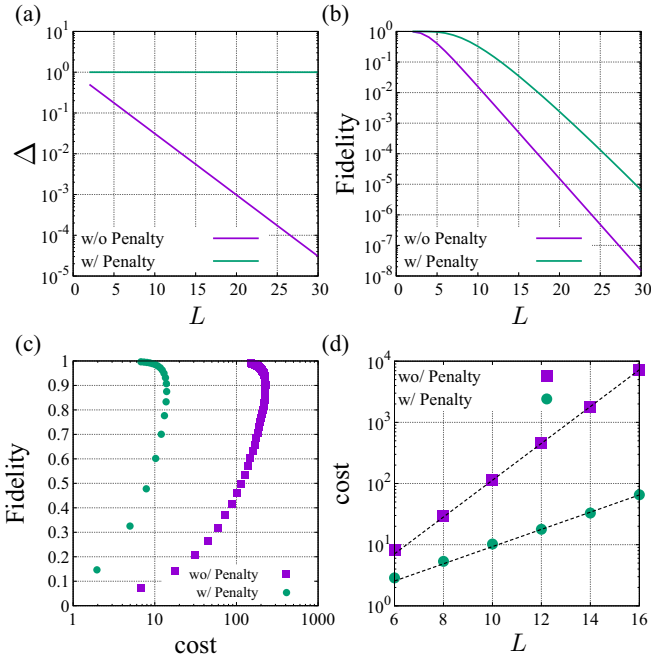 (a)
10^1
10^0
10^-1
10^-2
10^-3
10^-4
10^-5
Δ
w/o Penalty
w/ Penalty
0 5 10 15 20 25 30
L
(b)
10^0
10^-1
10^-2
10^-3
10^-4
10^-5
10^-6
10^-7
10^-8
Fidelity
w/o Penalty
w/ Penalty
0 5 10 15 20 25 30
L
(c)
1
0.9
0.8
0.7
0.6
0.5
0.4
0.3
0.2
0.1
0
Fidelity
wo/ Penalty
w/ Penalty
1 10 100 1000
cost
(d)
10^4
10^3
10^2
10^1
10^0
cost
wo/ Penalty
w/ Penalty
6 8 10 12 14 16
L